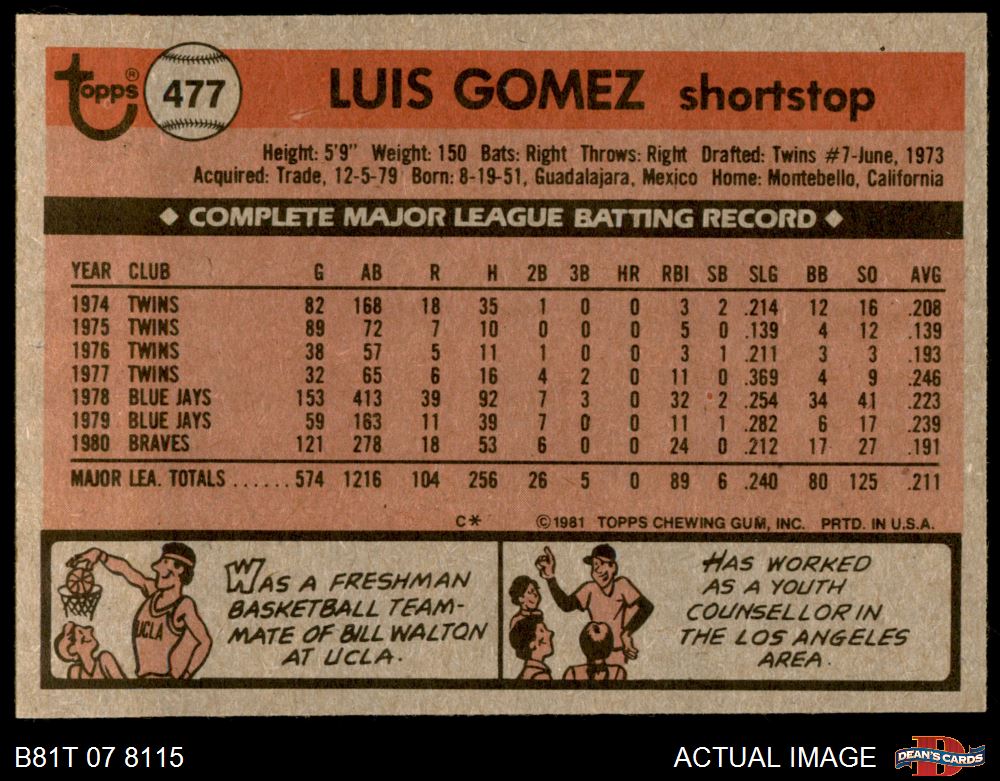 Topps®
477
LUIS GOMEZ shortstop
Height: 5'9" Weight: 150 Bats: Right Throws: Right Drafted: Twins #7-June, 1973
Acquired: Trade, 12-5-79 Born: 8-19-51, Guadalajara, Mexico Home: Montebello, California
◆ COMPLETE MAJOR LEAGUE BATTING RECORD ◆
YEAR CLUB G AB R H 2B 3B HR RBI SB SLG BB SO AVG
1974 TWINS 82 168 18 35 1 0 0 3 2 .214 12 16 .208
1975 TWINS 89 72 7 10 0 0 0 5 0 .139 4 12 .139
1976 TWINS 38 57 5 11 1 0 0 3 1 .211 3 3 .193
1977 TWINS 32 65 6 16 4 2 0 11 0 .369 4 9 .246
1978 BLUE JAYS 153 413 39 92 7 3 0 32 2 .254 34 41 .223
1979 BLUE JAYS 59 163 11 39 7 0 0 11 1 .282 6 17 .239
1980 BRAVES 121 278 18 53 6 0 0 24 0 .212 17 27 .191
MAJOR LEA. TOTALS ......574 1216 104 256 26 5 0 89 6 .240 80 125 .211
C* ©1981 TOPPS CHEWING GUM, INC. PRTD. IN U.S.A.
UCLA
WAS A FRESHMAN
BASKETBALL TEAM-
MATE OF BILL WALTON
AT UCLA.
HAS WORKED
AS A YOUTH
COUNSELLOR IN
THE LOS ANGELES
AREA.
B81T 07 8115
ACTUAL IMAGE
D
DEAN'S CARDS